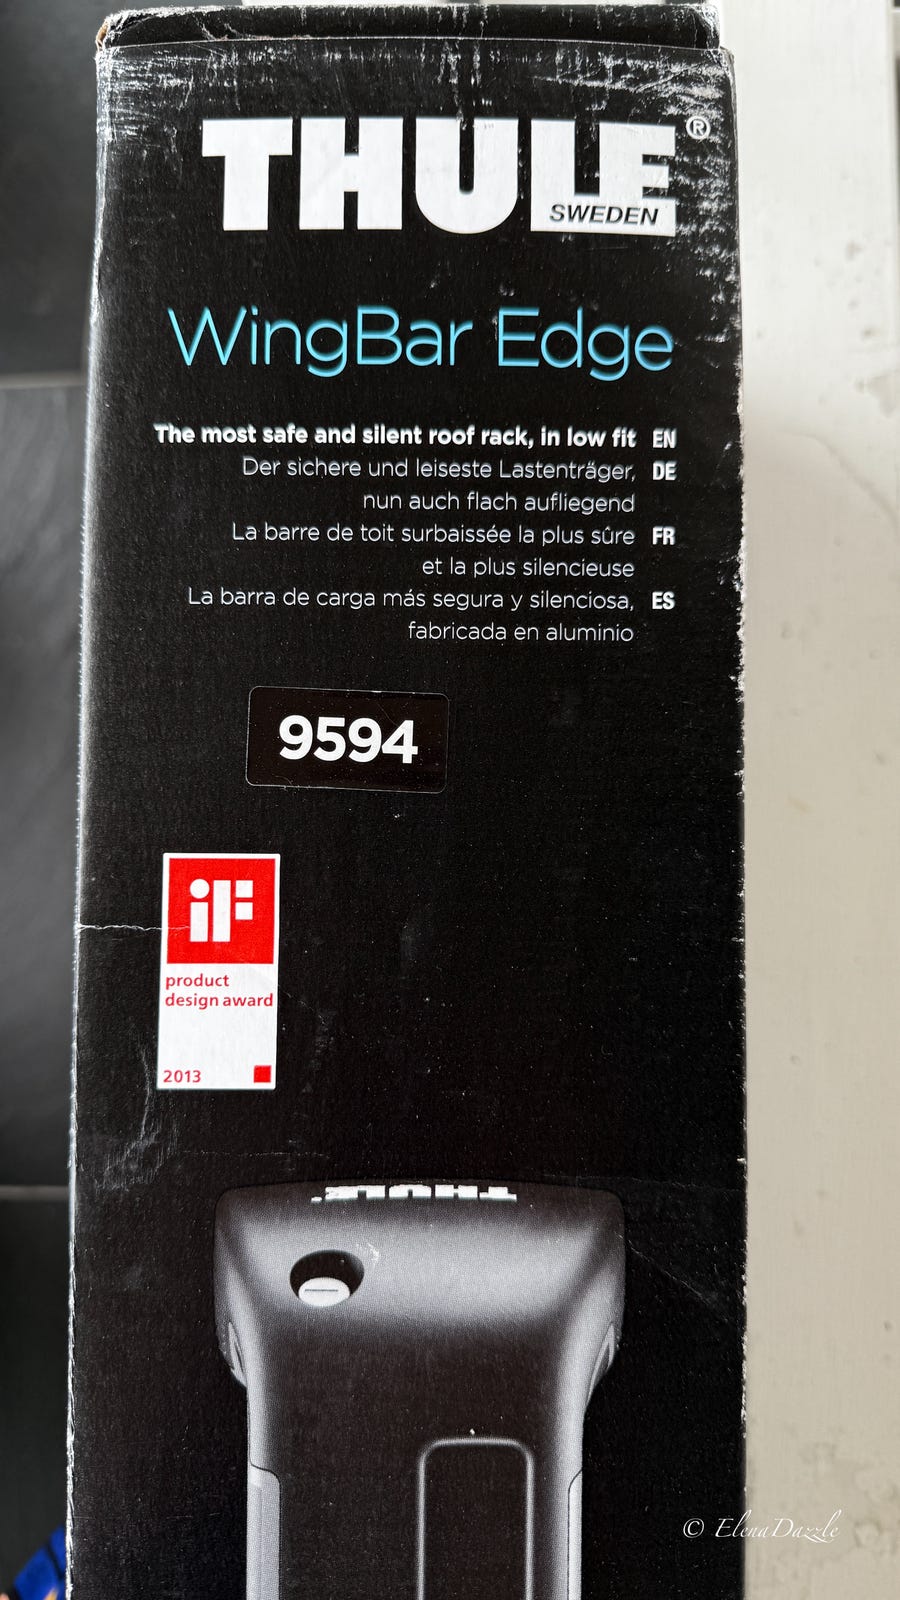 THULE®
SWEDEN
WingBar Edge
The most safe and silent roof rack, in low fit EN
Der sichere und leiseste Lastenträger, DE
nun auch flach aufliegend
La barre de toit surbaissée la plus sûre FR
et la plus silencieuse
La barra de carga más segura y silenciosa, ES
fabricada en aluminio
9594
iF
product
design award
2013
THULE
© ElenaDazzle